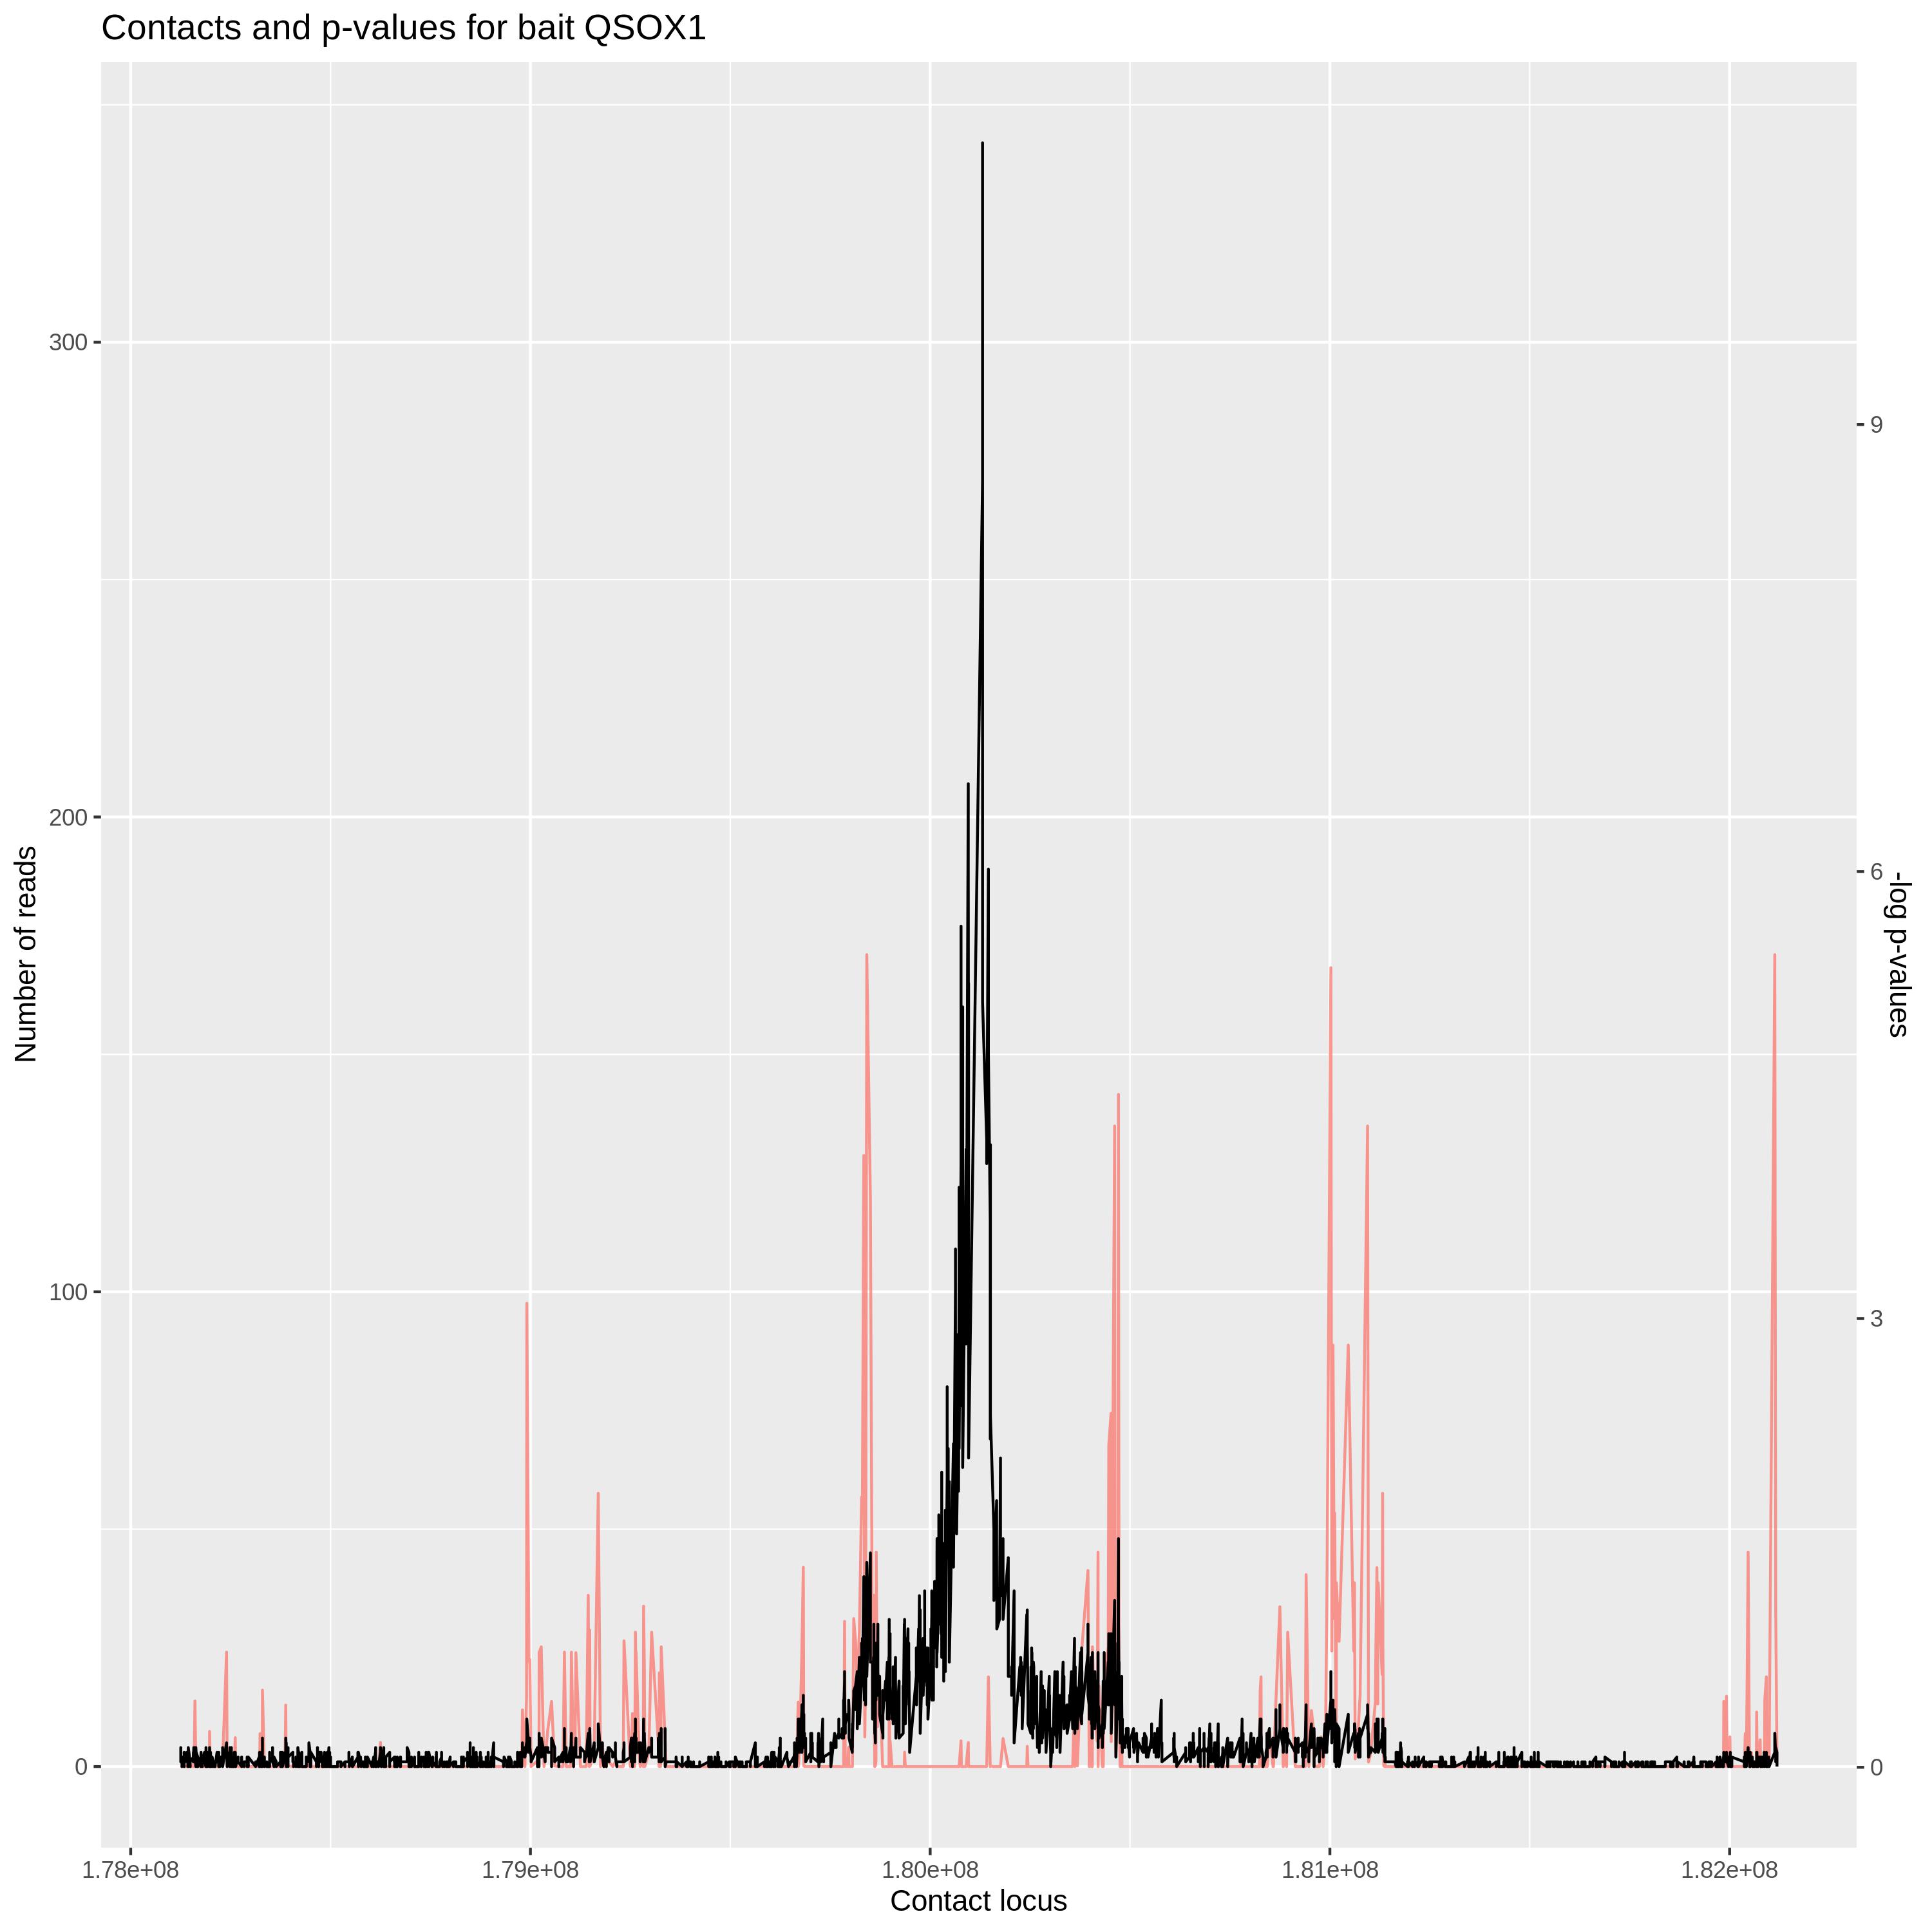 Contacts and p-values for bait QSOX1
300
200
100
0
9
6
3
0
Number of reads
-log p-values
1.78e+08
1.79e+08
1.80e+08
1.81e+08
1.82e+08
Contact locus